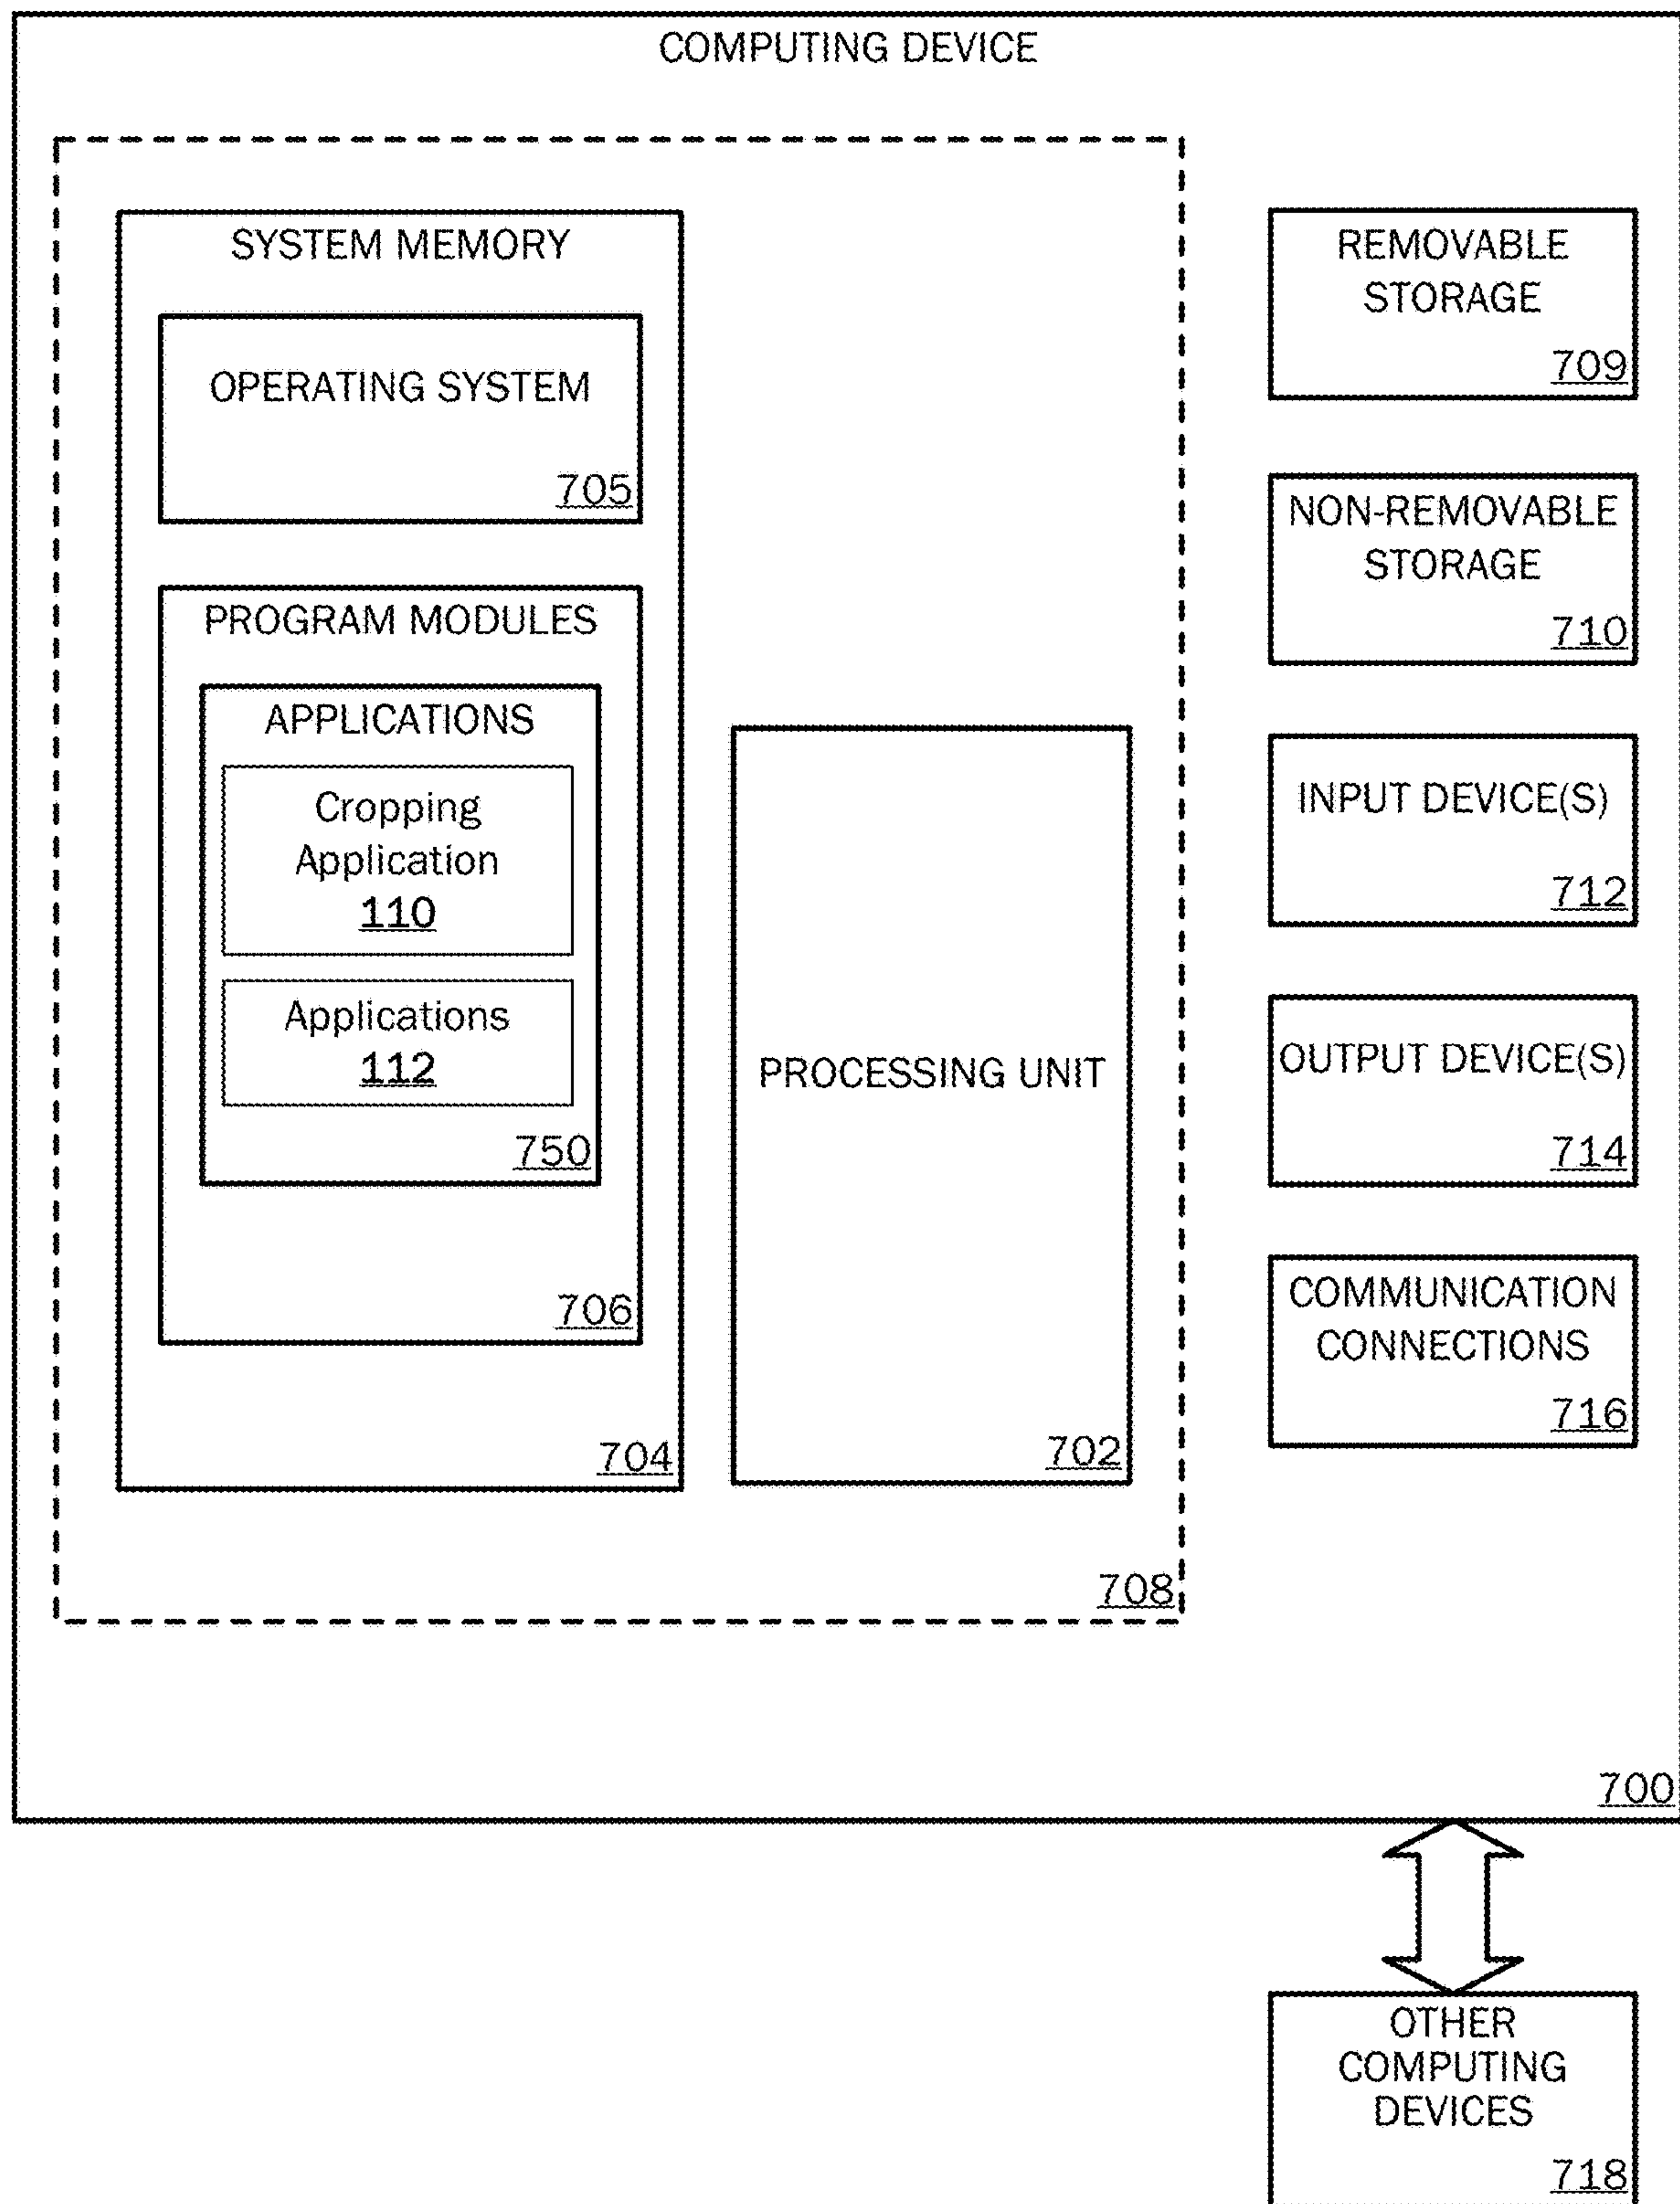 COMPUTING DEVICE
SYSTEM MEMORY
OPERATING SYSTEM
705
PROGRAM MODULES
APPLICATIONS
Cropping
Application
110
Applications
112
750
706
704
PROCESSING UNIT
702
708
REMOVABLE
STORAGE
709
NON-REMOVABLE
STORAGE
710
INPUT DEVICE(S)
712
OUTPUT DEVICE(S)
714
COMMUNICATION
CONNECTIONS
716
700
OTHER
COMPUTING
DEVICES
718